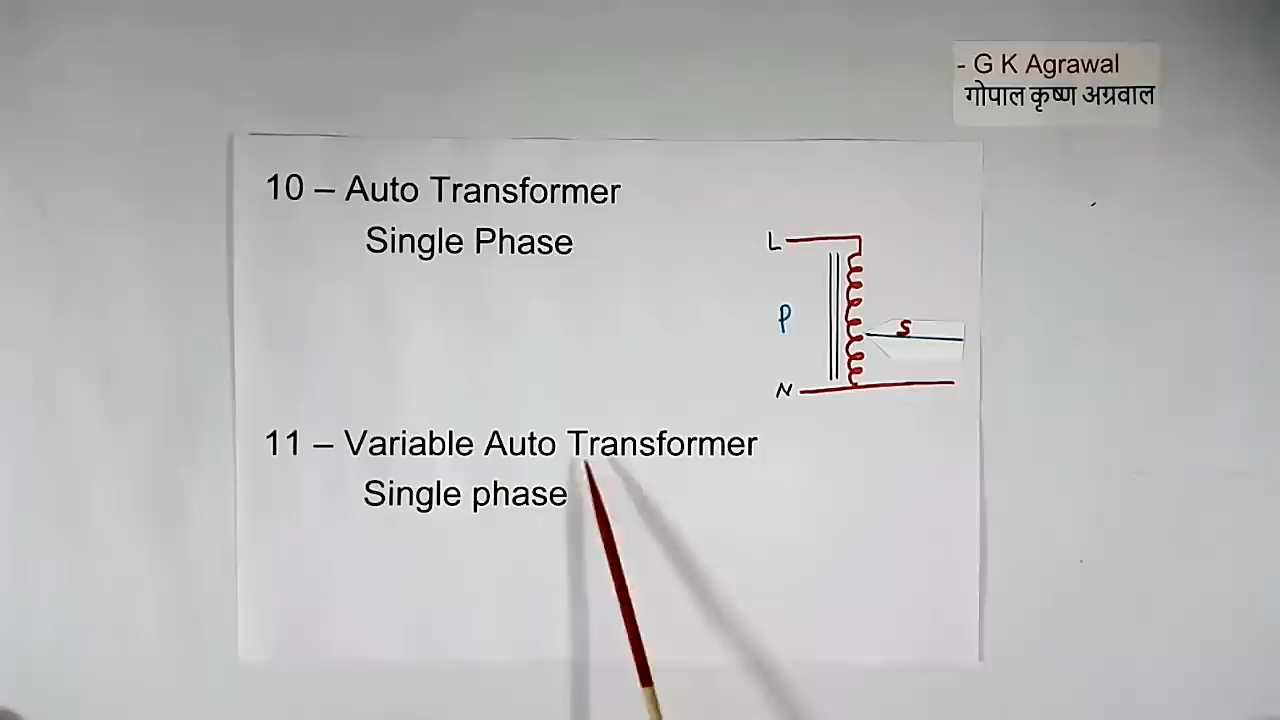 - G K Agrawal
गोपाल कृष्ण अग्रवाल
10 – Auto Transformer
Single Phase
L
P
S
N
11 – Variable Auto Transformer
Single phase